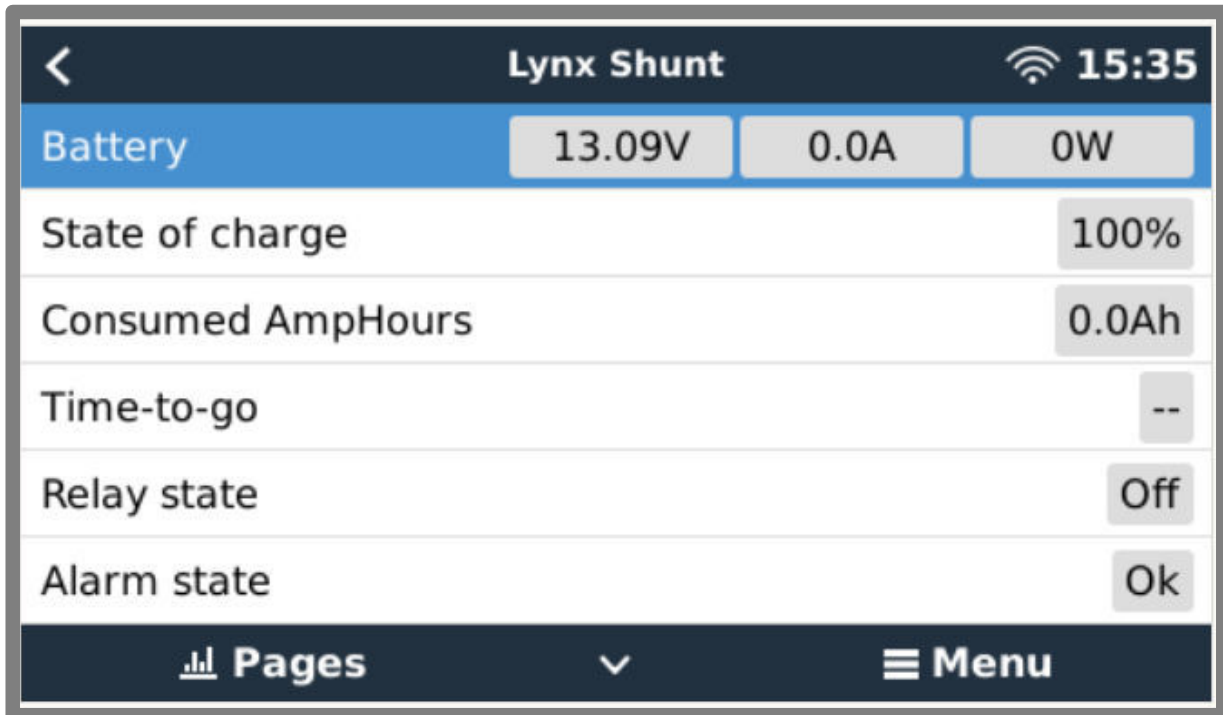 Lynx Shunt 15:35
Battery 13.09V 0.0A 0W
State of charge 100%
Consumed AmpHours 0.0Ah
Time-to-go --
Relay state Off
Alarm state Ok
Pages Menu